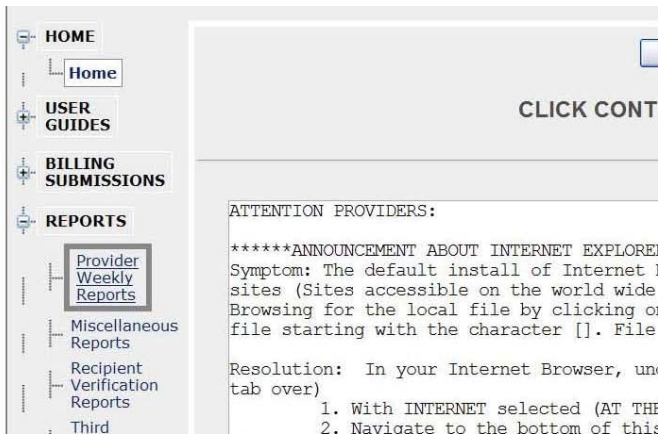 HOME
Home
USER
GUIDES
BILLING
SUBMISSIONS
REPORTS
Provider
Weekly
Reports
Miscellaneous
Reports
Recipient
Verification
Reports
Third
CLICK CONT
ATTENTION PROVIDERS:
******ANNOUNCEMENT ABOUT INTERNET EXPLORE
Symptom: The default install of Internet
sites (Sites accessible on the world wide
Browsing for the local file by clicking o
file starting with the character []. File
Resolution:  In your Internet Browser, un
tab over)
1. With INTERNET selected (AT THE
2. Navigate to the bottom of this